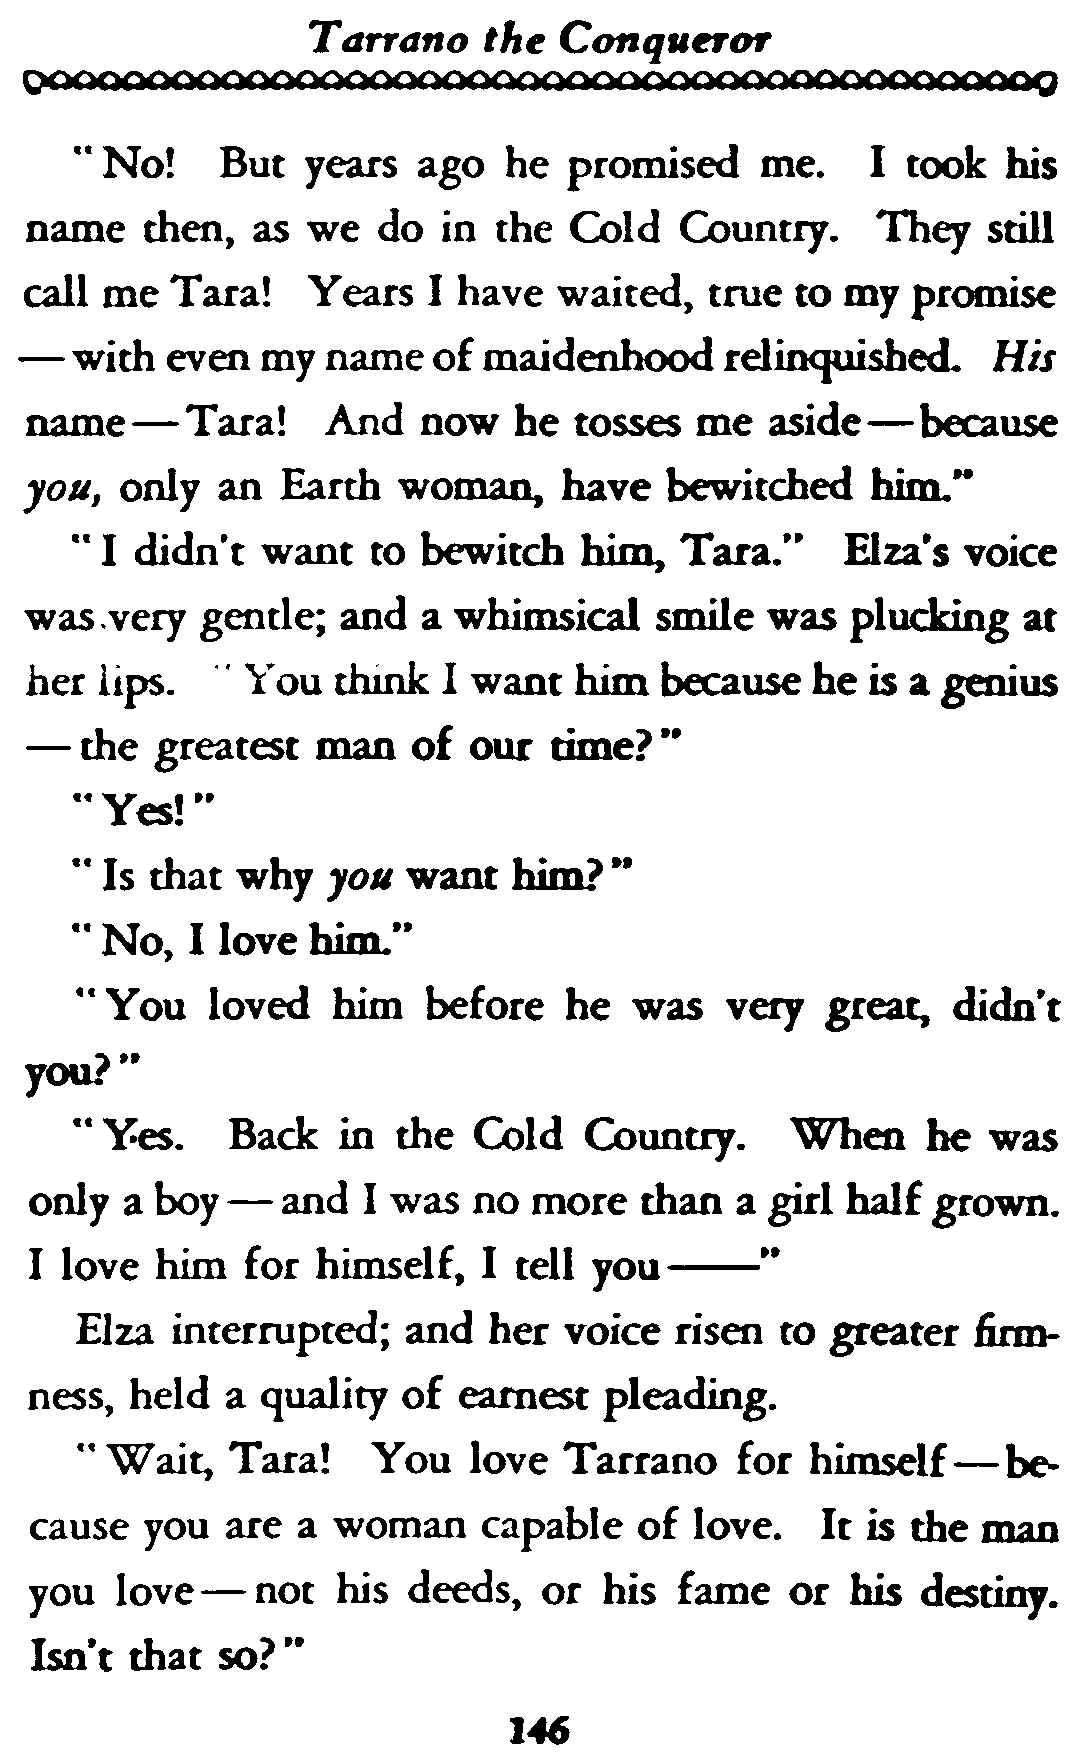 Tarrano the Conqueror
"No! But years ago he promised me. I took his
name then, as we do in the Cold Country. They still
call me Tara! Years I have waited, true to my promise
—with even my name of maidenhood relinquished. His
name—Tara! And now he tosses me aside—because
you, only an Earth woman, have bewitched him."
"I didn't want to bewitch him, Tara." Elza's voice
was very gentle; and a whimsical smile was plucking at
her lips. "You think I want him because he is a genius
—the greatest man of our time?"
"Yes!"
"Is that why you want him?"
"No, I love him."
"You loved him before he was very great, didn't
you?"
"Yes. Back in the Cold Country. When he was
only a boy—and I was no more than a girl half grown.
I love him for himself, I tell you——"
Elza interrupted; and her voice risen to greater firm-
ness, held a quality of earnest pleading.
"Wait, Tara! You love Tarrano for himself—be-
cause you are a woman capable of love. It is the man
you love—not his deeds, or his fame or his destiny.
Isn't that so?"
146